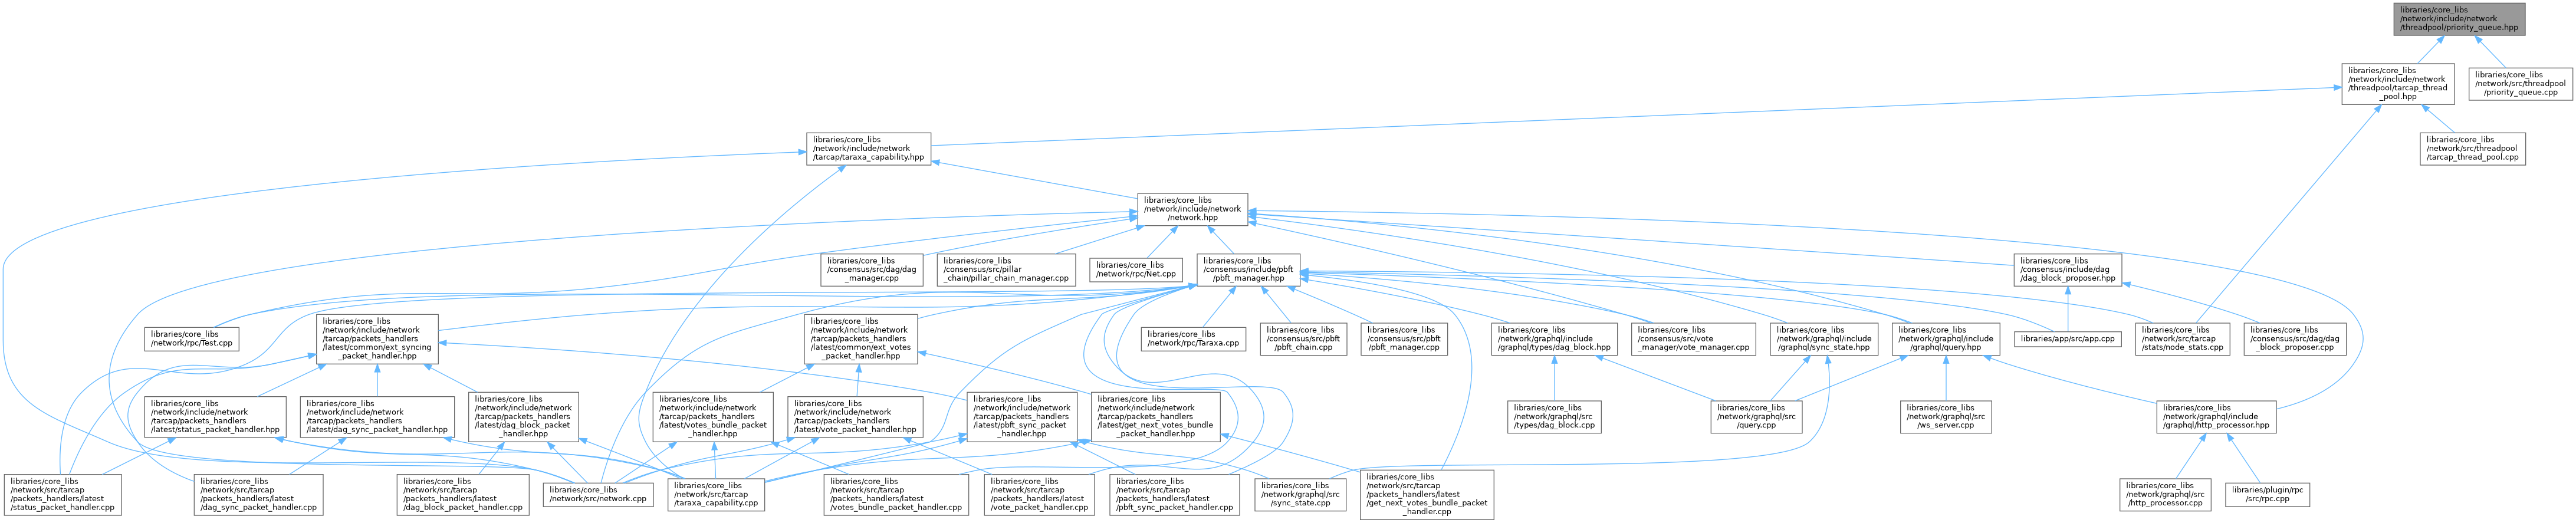 libraries/core_libs
/network/include/network
/threadpool/priority_queue.hpp
libraries/core_libs
/network/include/network
/threadpool/tarcap_thread
_pool.hpp
libraries/core_libs
/network/src/threadpool
/priority_queue.cpp
libraries/core_libs
/network/include/network
/tarcap/taraxa_capability.hpp
libraries/core_libs
/network/src/threadpool
/tarcap_thread_pool.cpp
libraries/core_libs
/network/include/network
/network.hpp
libraries/core_libs
/consensus/src/dag/dag
_manager.cpp
libraries/core_libs
/consensus/src/pillar
_chain/pillar_chain_manager.cpp
libraries/core_libs
/network/rpc/Net.cpp
libraries/core_libs
/consensus/include/pbft
/pbft_manager.hpp
libraries/core_libs
/consensus/include/dag
/dag_block_proposer.hpp
libraries/core_libs
/network/rpc/Test.cpp
libraries/core_libs
/network/include/network
/tarcap/packets_handlers
/latest/common/ext_syncing
_packet_handler.hpp
libraries/core_libs
/network/include/network
/tarcap/packets_handlers
/latest/common/ext_votes
_packet_handler.hpp
libraries/core_libs
/network/rpc/Taraxa.cpp
libraries/core_libs
/consensus/src/pbft
/pbft_chain.cpp
libraries/core_libs
/consensus/src/pbft
/pbft_manager.cpp
libraries/core_libs
/network/graphql/include
/graphql/types/dag_block.hpp
libraries/core_libs
/consensus/src/vote
_manager/vote_manager.cpp
libraries/core_libs
/network/graphql/include
/graphql/sync_state.hpp
libraries/core_libs
/network/graphql/include
/graphql/query.hpp
libraries/app/src/app.cpp
libraries/core_libs
/network/src/tarcap
/stats/node_stats.cpp
libraries/core_libs
/consensus/src/dag/dag
_block_proposer.cpp
libraries/core_libs
/network/include/network
/tarcap/packets_handlers
/latest/status_packet_handler.hpp
libraries/core_libs
/network/include/network
/tarcap/packets_handlers
/latest/dag_sync_packet_handler.hpp
libraries/core_libs
/network/include/network
/tarcap/packets_handlers
/latest/dag_block_packet
_handler.hpp
libraries/core_libs
/network/include/network
/tarcap/packets_handlers
/latest/votes_bundle_packet
_handler.hpp
libraries/core_libs
/network/include/network
/tarcap/packets_handlers
/latest/vote_packet_handler.hpp
libraries/core_libs
/network/include/network
/tarcap/packets_handlers
/latest/pbft_sync_packet
_handler.hpp
libraries/core_libs
/network/include/network
/tarcap/packets_handlers
/latest/get_next_votes_bundle
_packet_handler.hpp
libraries/core_libs
/network/graphql/src
/types/dag_block.cpp
libraries/core_libs
/network/graphql/src
/query.cpp
libraries/core_libs
/network/graphql/src
/ws_server.cpp
libraries/core_libs
/network/graphql/include
/graphql/http_processor.hpp
libraries/core_libs
/network/src/tarcap
/packets_handlers/latest
/status_packet_handler.cpp
libraries/core_libs
/network/src/tarcap
/packets_handlers/latest
/dag_sync_packet_handler.cpp
libraries/core_libs
/network/src/tarcap
/packets_handlers/latest
/dag_block_packet_handler.cpp
libraries/core_libs
/network/src/network.cpp
libraries/core_libs
/network/src/tarcap
/taraxa_capability.cpp
libraries/core_libs
/network/src/tarcap
/packets_handlers/latest
/votes_bundle_packet_handler.cpp
libraries/core_libs
/network/src/tarcap
/packets_handlers/latest
/vote_packet_handler.cpp
libraries/core_libs
/network/src/tarcap
/packets_handlers/latest
/pbft_sync_packet_handler.cpp
libraries/core_libs
/network/graphql/src
/sync_state.cpp
libraries/core_libs
/network/src/tarcap
/packets_handlers/latest
/get_next_votes_bundle_packet
_handler.cpp
libraries/core_libs
/network/graphql/src
/http_processor.cpp
libraries/plugin/rpc
/src/rpc.cpp